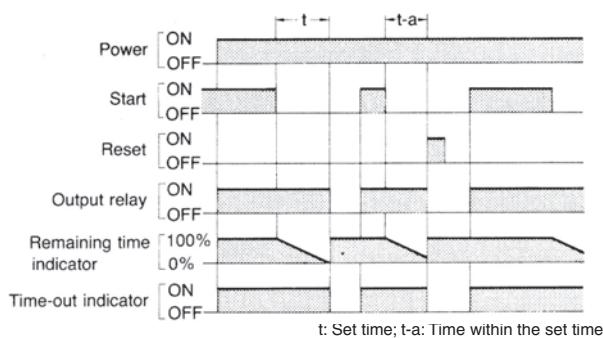 t
t-a
Power ON
OFF
Start ON
OFF
Reset ON
OFF
Output relay ON
OFF
Remaining time 100%
indicator 0%
Time-out indicator ON
OFF
t: Set time; t-a: Time within the set time